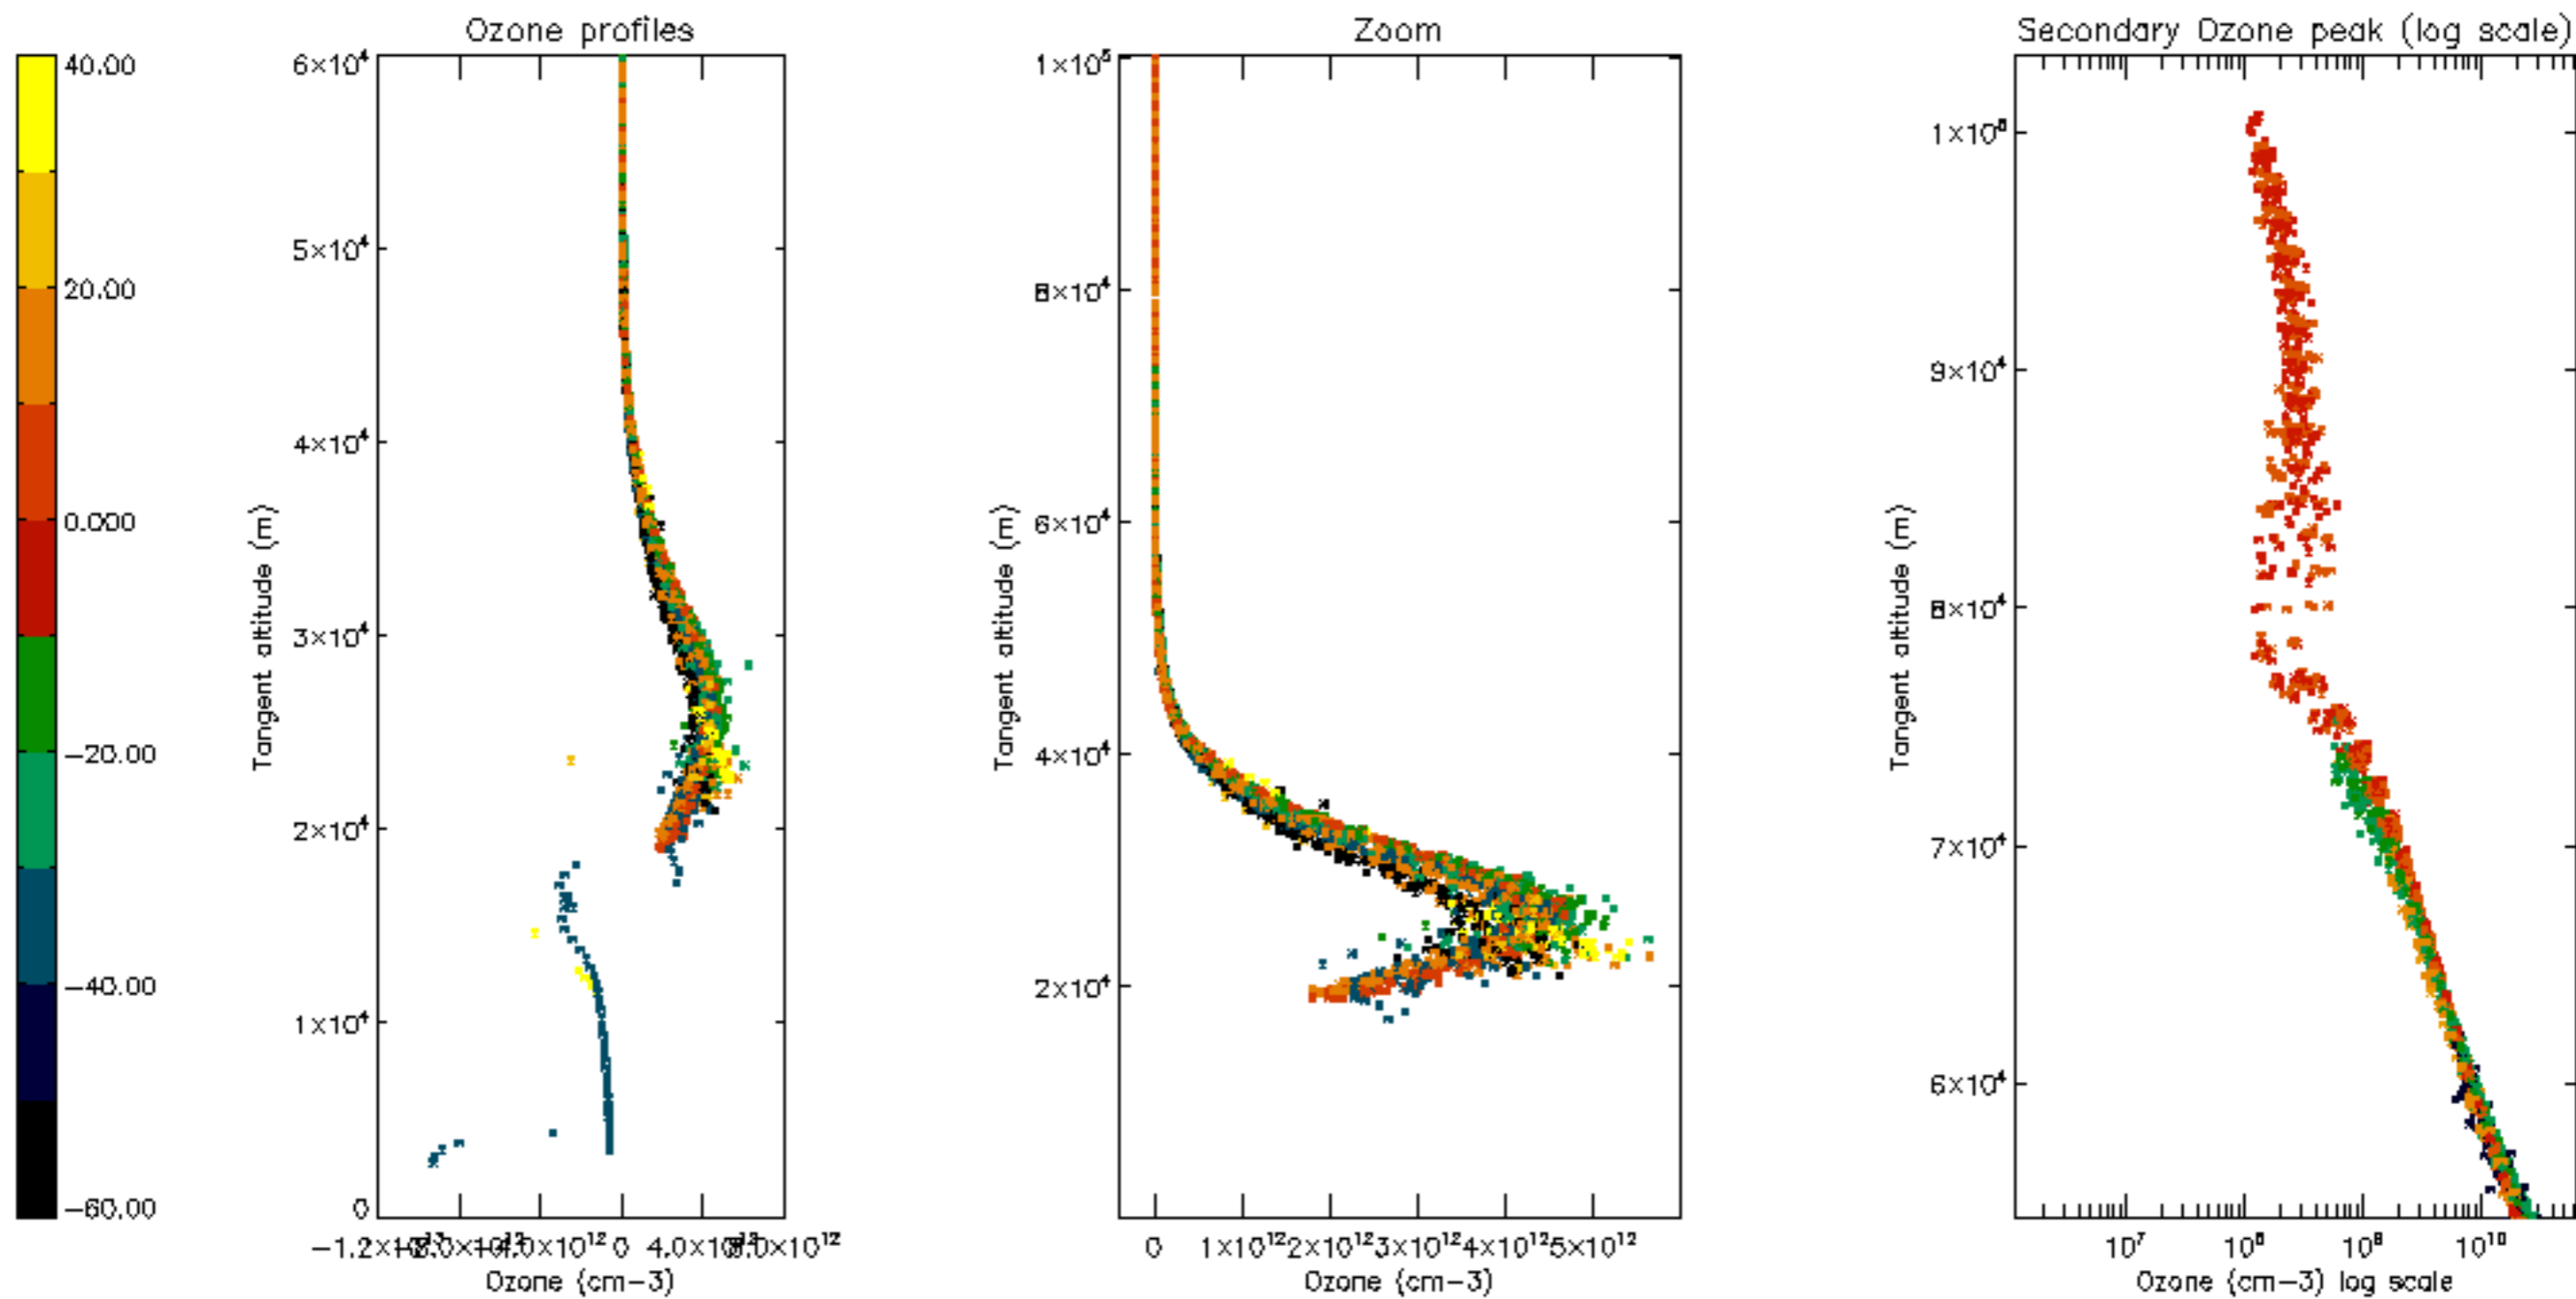 Ozone profiles
Zoom
Secondary Ozone peak (log scale)
40.00
20.00
0.000
−20.00
−40.00
−60.00
6×10⁴
5×10⁴
4×10⁴
3×10⁴
2×10⁴
1×10⁴
0
Tangent altitude (m)
0
4.0×10¹²
Ozone (cm−3)
1×10⁵
8×10⁴
6×10⁴
4×10⁴
2×10⁴
Tangent altitude (m)
0 1×10¹² 2×10¹² 3×10¹² 4×10¹² 5×10¹²
Ozone (cm−3)
9×10⁴
8×10⁴
7×10⁴
6×10⁴
Tangent altitude (m)
10⁷ 10⁸ 10⁹ 10¹⁰
Ozone (cm−3) log scale